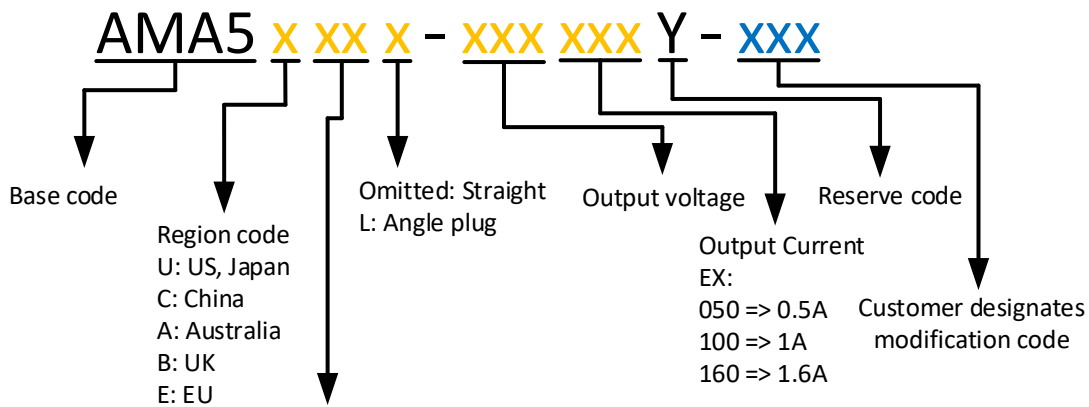 AMA5 x xx x - xxx xxx Y - xxx
Base code
Region code
U: US, Japan
C: China
A: Australia
B: UK
E: EU
Omitted: Straight
L: Angle plug
Output voltage
Output Current
EX:
050 => 0.5A
100 => 1A
160 => 1.6A
Reserve code
Customer designates
modification code